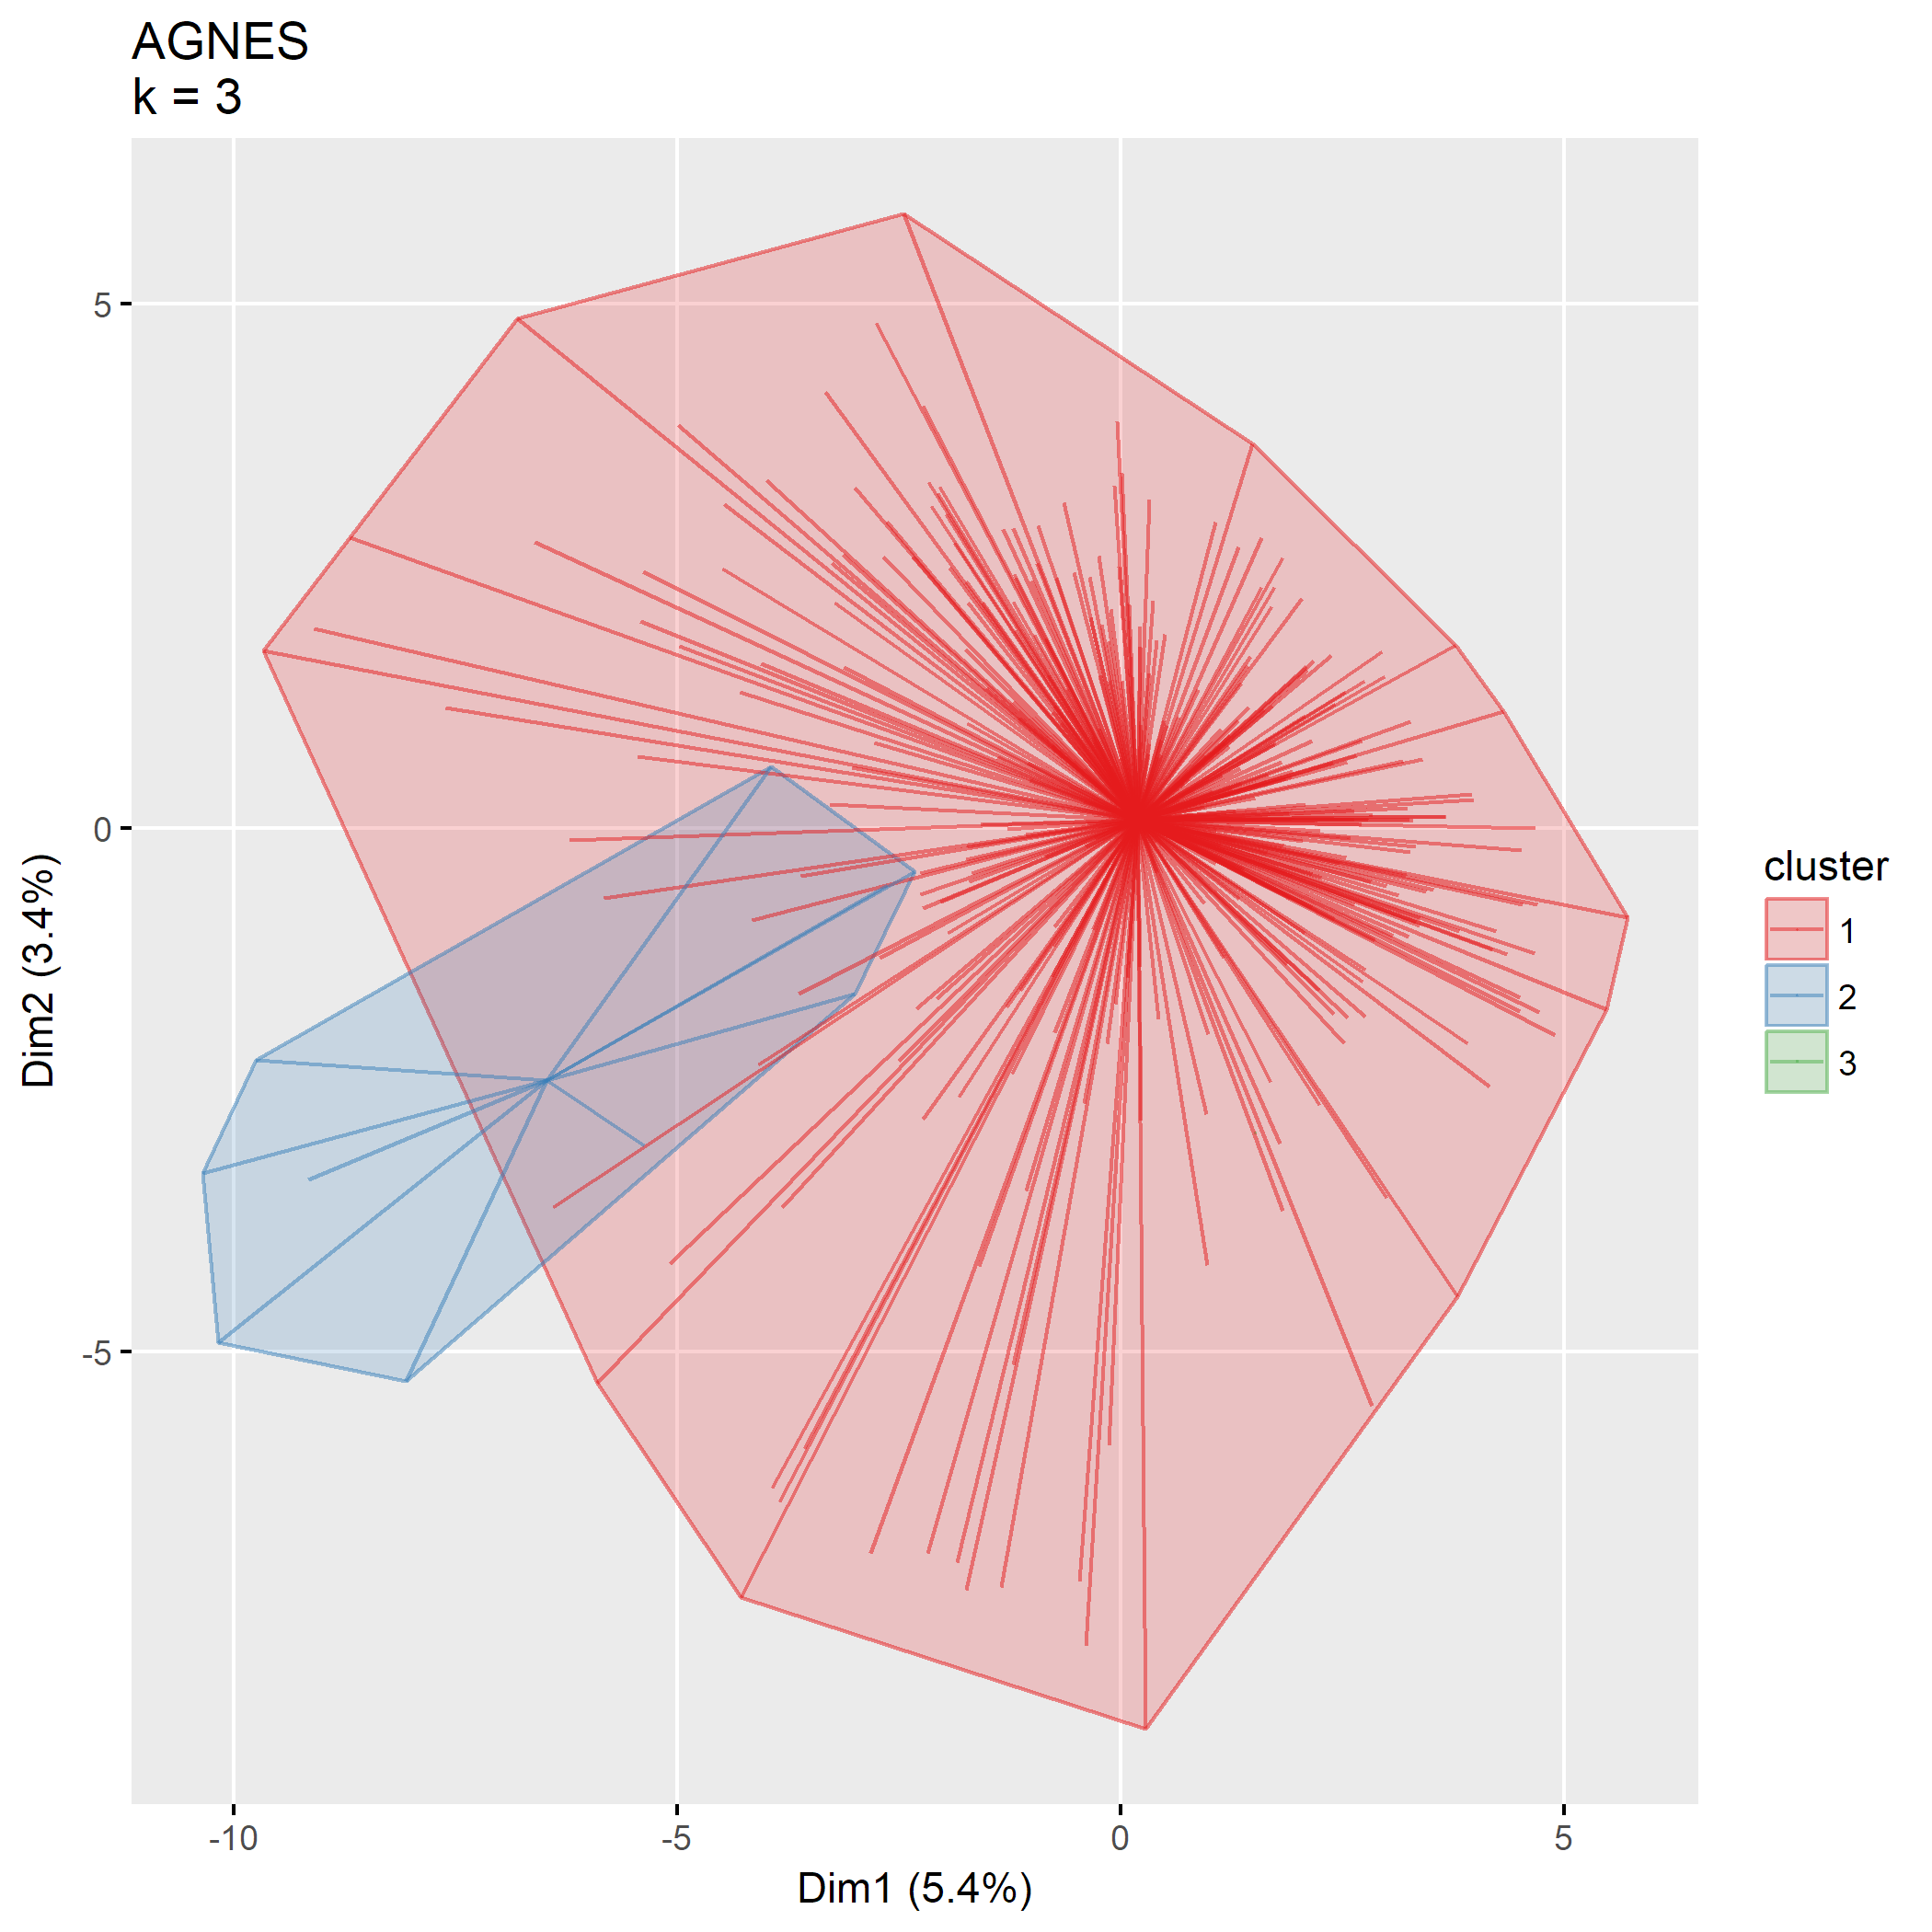 AGNES
k = 3
5
0
-5
-10
-5
0
5
Dim1 (5.4%)
Dim2 (3.4%)
cluster
1
2
3